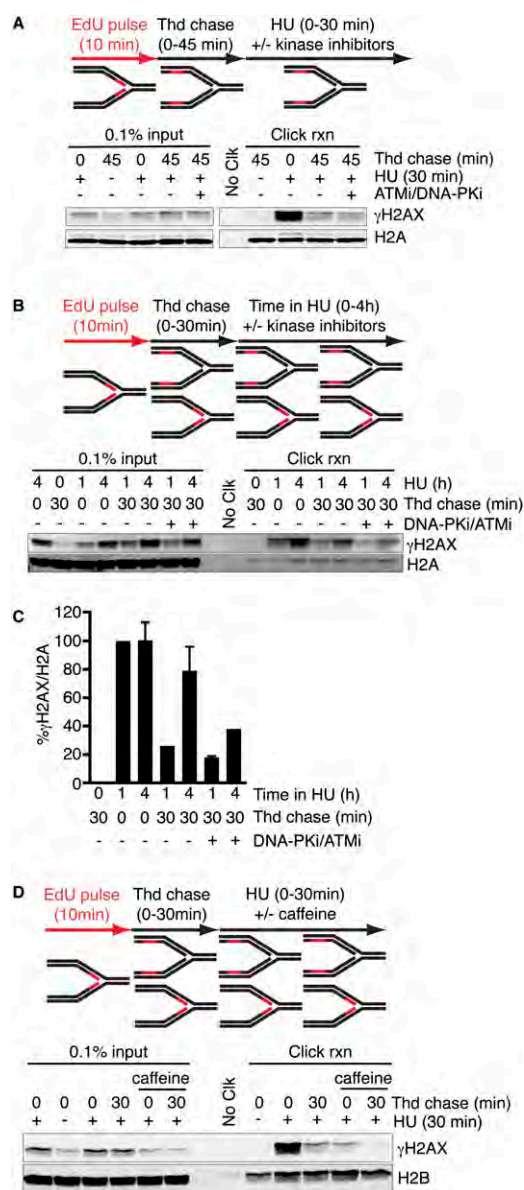 A
EdU pulse Thd chase HU (0-30 min)
(10 min) (0-45 min) +/- kinase inhibitors
0.1% input No Clk Click rxn
0 45 0 45 45 45 0 45 45 Thd chase (min)
+ - + + + - + + + HU (30 min)
+ + ATMi/DNA-PKi
γH2AX
H2A
B
EdU pulse Thd chase Time in HU (0-4h)
(10min) (0-30min) +/- kinase inhibitors
0.1% input No Clk Click rxn
4 0 1 4 1 4 1 4 0 1 4 1 4 1 4 HU (h)
0 30 0 0 30 30 30 30 30 0 0 30 30 30 30 Thd chase (min)
- - - - - - + + - - - - - + + DNA-PKi/ATMi
γH2AX
H2A
C
%γH2AX/H2A
120
100
80
60
40
20
0
0 1 4 1 4 1 4 Time in HU (h)
30 0 0 30 30 30 30 Thd chase (min)
- - - - - + + DNA-PKi/ATMi
D
EdU pulse Thd chase HU (0-30min)
(10min) (0-30min) +/- caffeine
0.1% input No Clk Click rxn
caffeine caffeine
0 0 0 30 0 30 0 0 30 0 30 Thd chase (min)
+ - + + + + - + + + + HU (30 min)
γH2AX
H2B